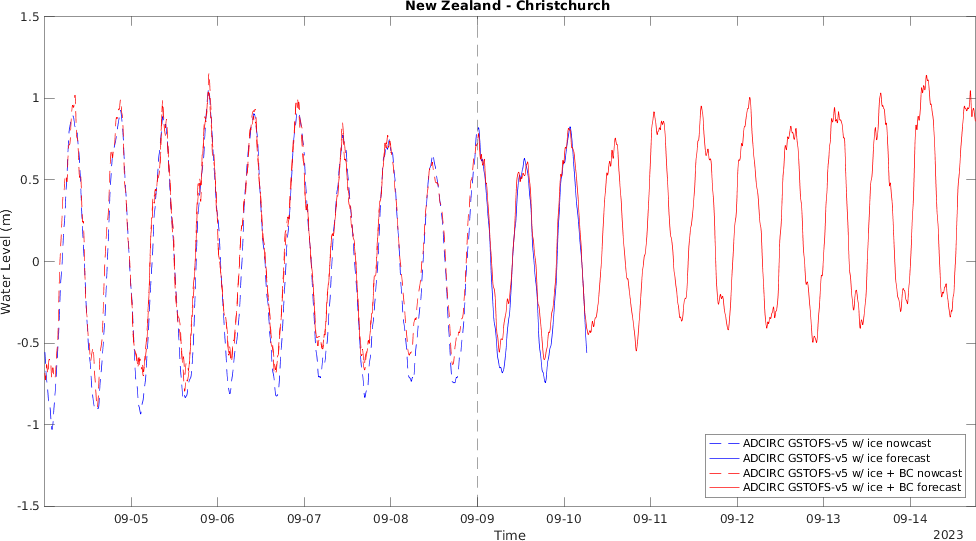 New Zealand - Christchurch
1.5
1
0.5
0
-0.5
-1
-1.5
Water Level (m)
09-05 09-06 09-07 09-08 09-09 09-10 09-11 09-12 09-13 09-14
Time
2023
ADCIRC GSTOFS-v5 w/ ice nowcast
ADCIRC GSTOFS-v5 w/ ice forecast
ADCIRC GSTOFS-v5 w/ ice + BC nowcast
ADCIRC GSTOFS-v5 w/ ice + BC forecast